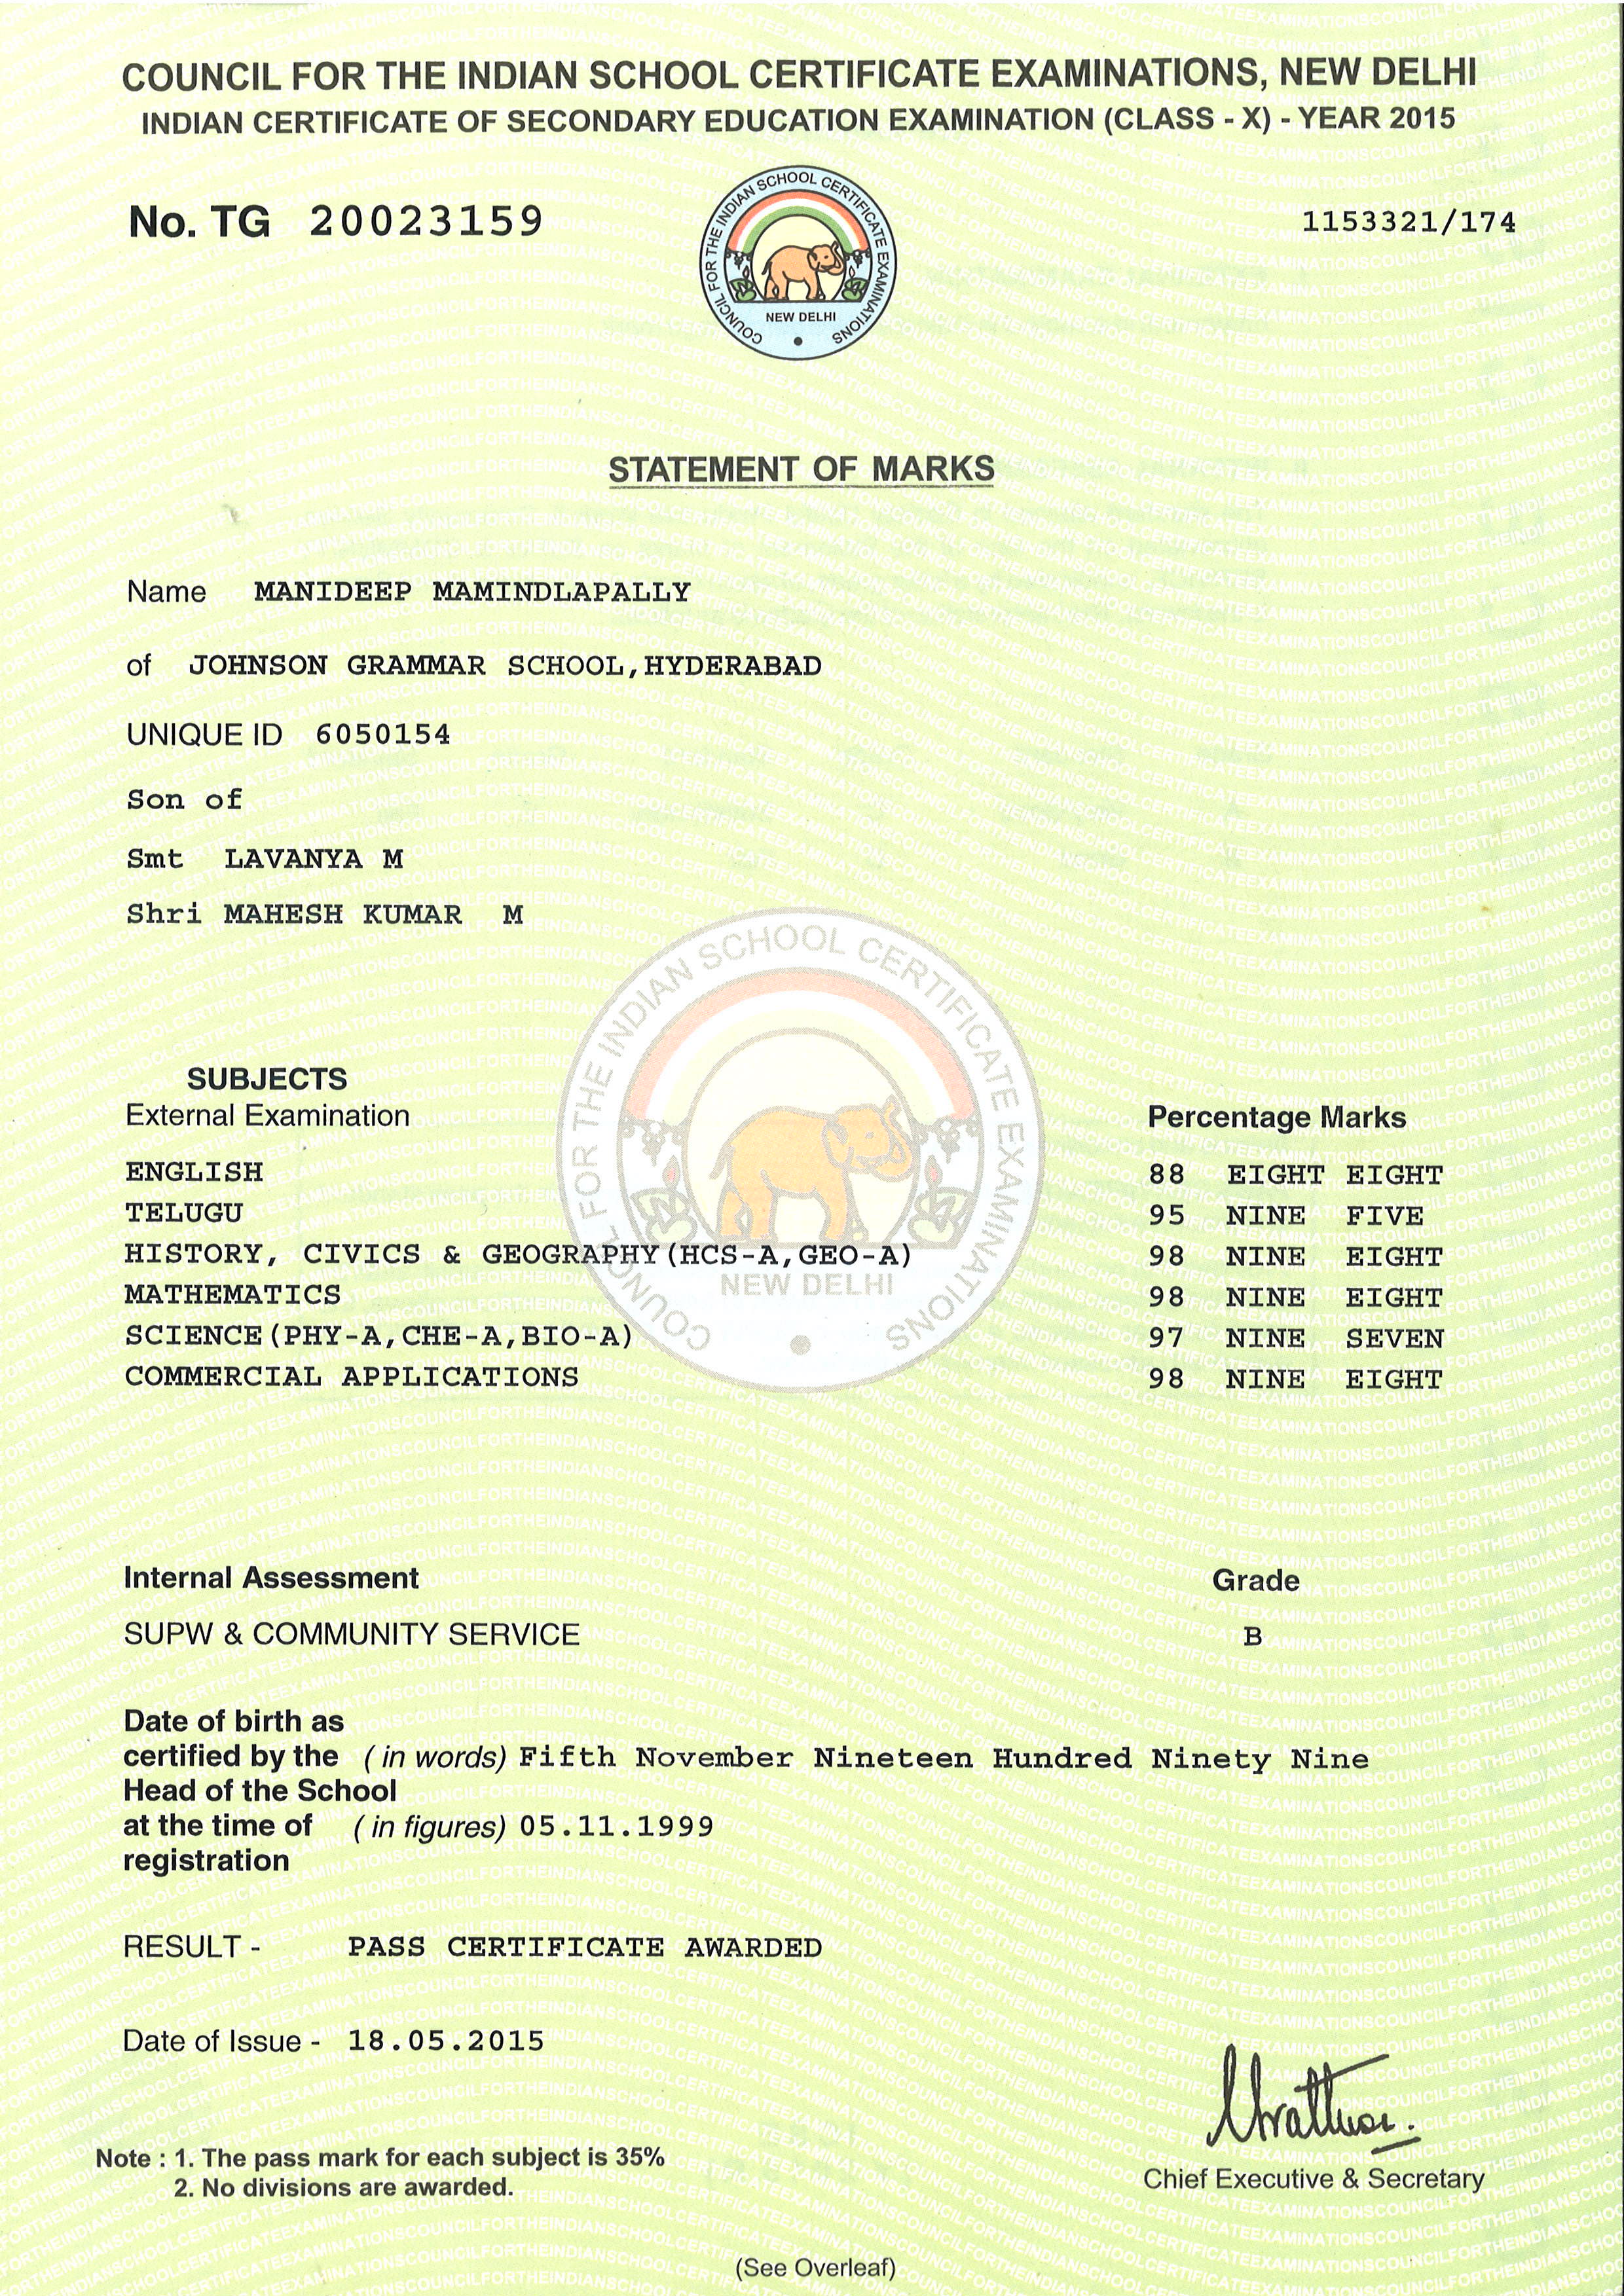 COUNCIL FOR THE INDIAN SCHOOL CERTIFICATE EXAMINATIONS, NEW DELHI
INDIAN CERTIFICATE OF SECONDARY EDUCATION EXAMINATION (CLASS - X) - YEAR 2015
No. TG 20023159
1153321/174
COUNCIL FOR THE INDIAN SCHOOL CERTIFICATE EXAMINATIONS
NEW DELHI
STATEMENT OF MARKS
Name MANIDEEP MAMINDLAPALLY
of JOHNSON GRAMMAR SCHOOL,HYDERABAD
UNIQUE ID 6050154
Son of
Smt LAVANYA M
Shri MAHESH KUMAR M
COUNCIL FOR THE INDIAN SCHOOL CERTIFICATE EXAMINATIONS
NEW DELHI
SUBJECTS
External Examination Percentage Marks
ENGLISH 88 EIGHT EIGHT
TELUGU 95 NINE FIVE
HISTORY, CIVICS & GEOGRAPHY(HCS-A,GEO-A) 98 NINE EIGHT
MATHEMATICS 98 NINE EIGHT
SCIENCE(PHY-A,CHE-A,BIO-A) 97 NINE SEVEN
COMMERCIAL APPLICATIONS 98 NINE EIGHT
Internal Assessment Grade
SUPW & COMMUNITY SERVICE B
Date of birth as
certified by the (in words) Fifth November Nineteen Hundred Ninety Nine
Head of the School
at the time of (in figures) 05.11.1999
registration
RESULT - PASS CERTIFICATE AWARDED
Date of Issue - 18.05.2015
Note : 1. The pass mark for each subject is 35%
2. No divisions are awarded.
Chief Executive & Secretary
(See Overleaf)